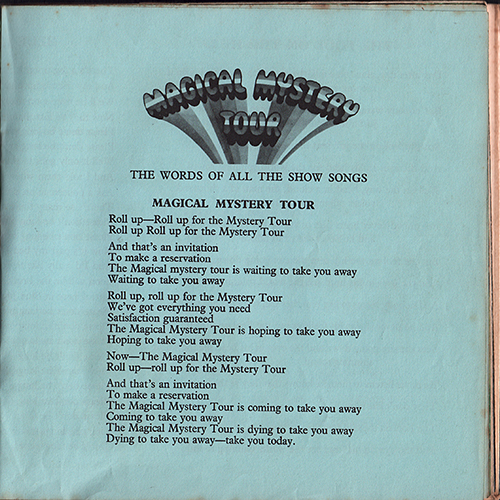 MAGICAL MYSTERY
TOUR
THE WORDS OF ALL THE SHOW SONGS
MAGICAL MYSTERY TOUR
Roll up—Roll up for the Mystery Tour
Roll up Roll up for the Mystery Tour
And that's an invitation
To make a reservation
The Magical mystery tour is waiting to take you away
Waiting to take you away
Roll up, roll up for the Mystery Tour
We've got everything you need
Satisfaction guaranteed
The Magical Mystery Tour is hoping to take you away
Hoping to take you away
Now—The Magical Mystery Tour
Roll up—roll up for the Mystery Tour
And that's an invitation
To make a reservation
The Magical Mystery Tour is coming to take you away
Coming to take you away
The Magical Mystery Tour is dying to take you away
Dying to take you away—take you today.